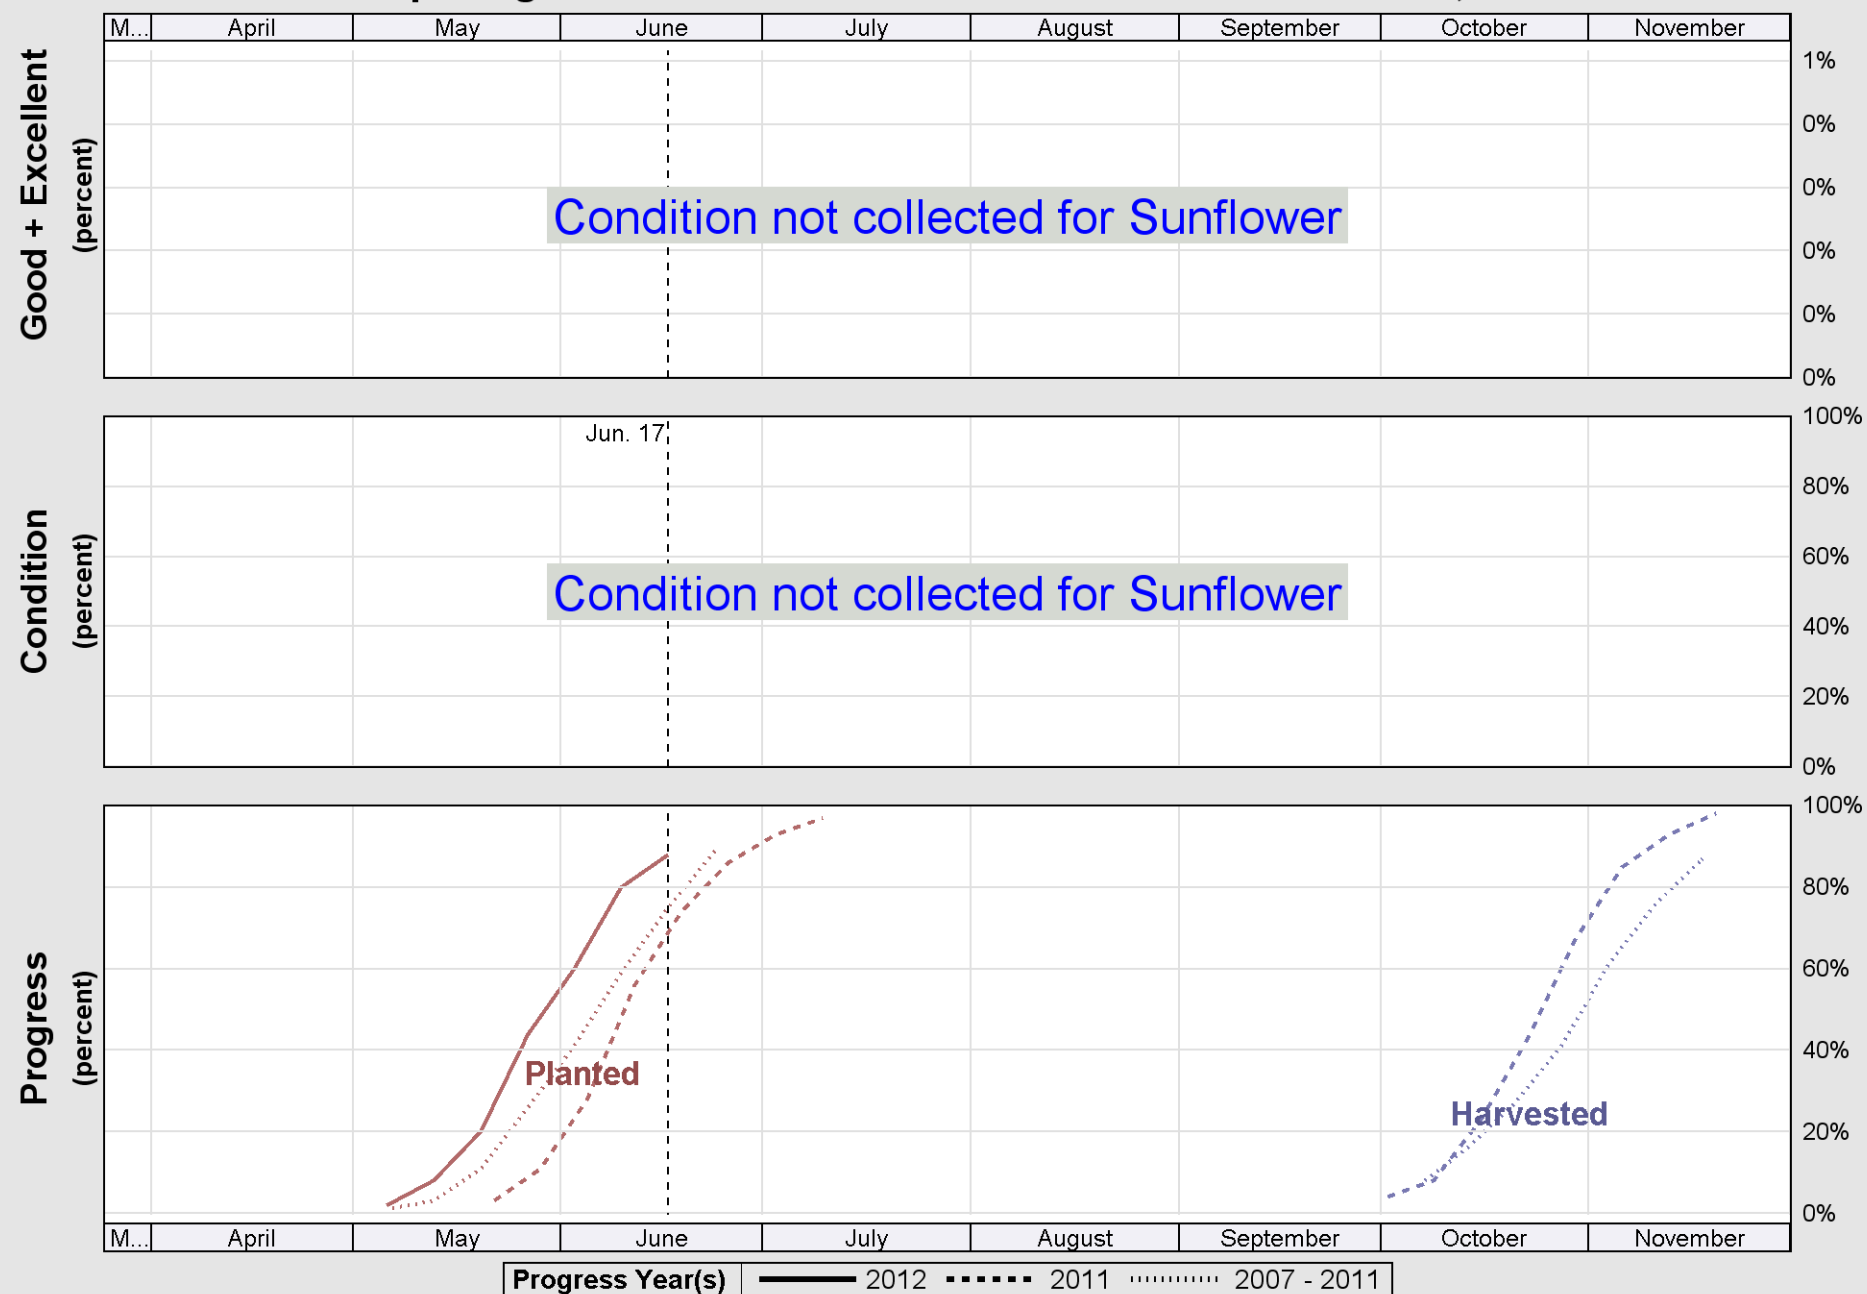 M... April May June July August September October November
Good + Excellent
(percent)
1%
0%
0%
0%
0%
0%
Condition not collected for Sunflower
Condition
(percent)
100%
80%
60%
40%
20%
0%
Jun. 17
Condition not collected for Sunflower
Progress
(percent)
100%
80%
60%
40%
20%
0%
Planted
Harvested
M... April May June July August September October November
Progress Year(s) 2012 2011 2007 - 2011